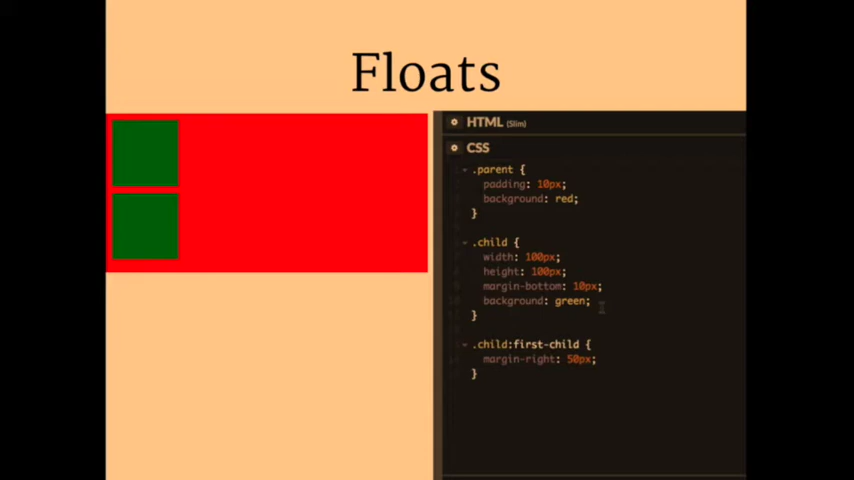 Floats
HTML (Slim)
CSS
.parent {
padding: 10px;
background: red;
}
.child {
width: 100px;
height: 100px;
margin-bottom: 10px;
background: green;
}
.child:first-child {
margin-right: 50px;
}